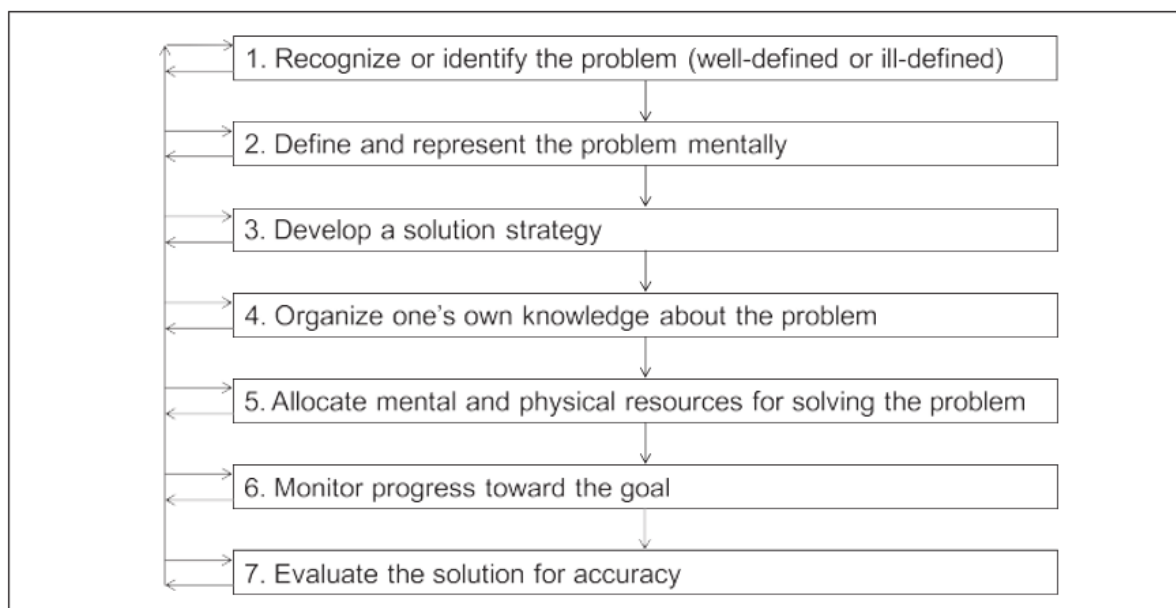 1. Recognize or identify the problem (well-defined or ill-defined)
2. Define and represent the problem mentally
3. Develop a solution strategy
4. Organize one’s own knowledge about the problem
5. Allocate mental and physical resources for solving the problem
6. Monitor progress toward the goal
7. Evaluate the solution for accuracy